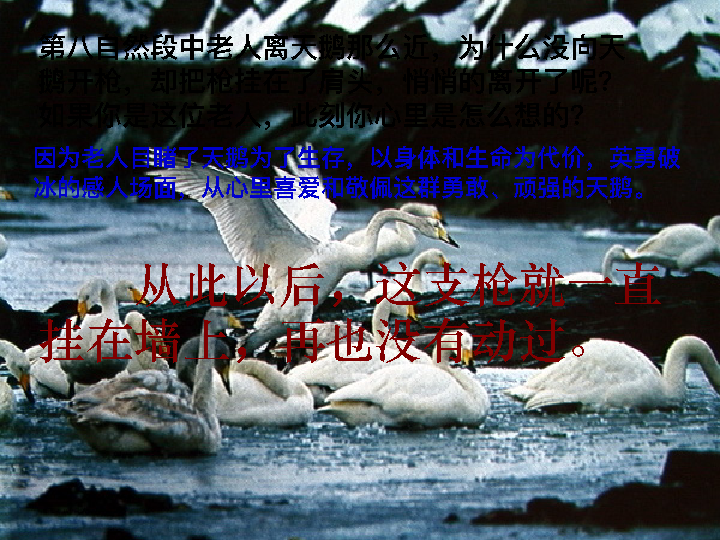 第八自然段中老人离天鹅那么近，为什么没向天
鹅开枪，却把枪挂在了肩头，悄悄的离开了呢？
如果你是这位老人，此刻你心里是怎么想的？
因为老人目睹了天鹅为了生存，以身体和生命为代价，英勇破
冰的感人场面，从心里喜爱和敬佩这群勇敢、顽强的天鹅。
从此以后，这支枪就一直
挂在墙上，再也没有动过。